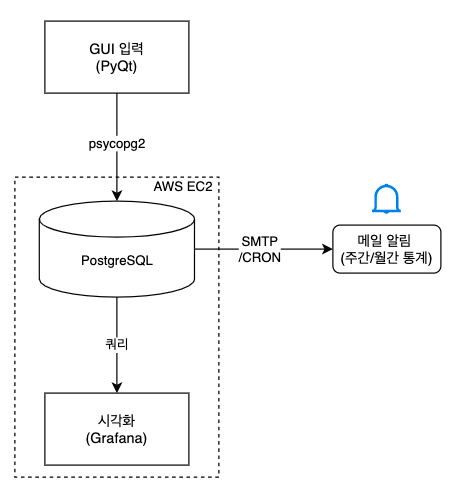 GUI 입력
(PyQt)
psycopg2
AWS EC2
PostgreSQL
SMTP
/CRON
메일 알림
(주간/월간 통계)
쿼리
시각화
(Grafana)